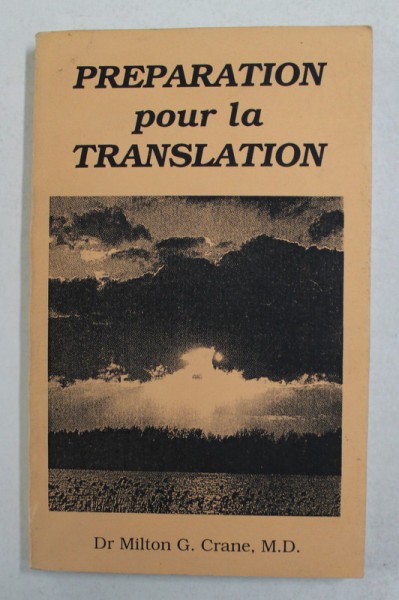 PREPARATION
pour la
TRANSLATION
Dr Milton G. Crane, M.D.